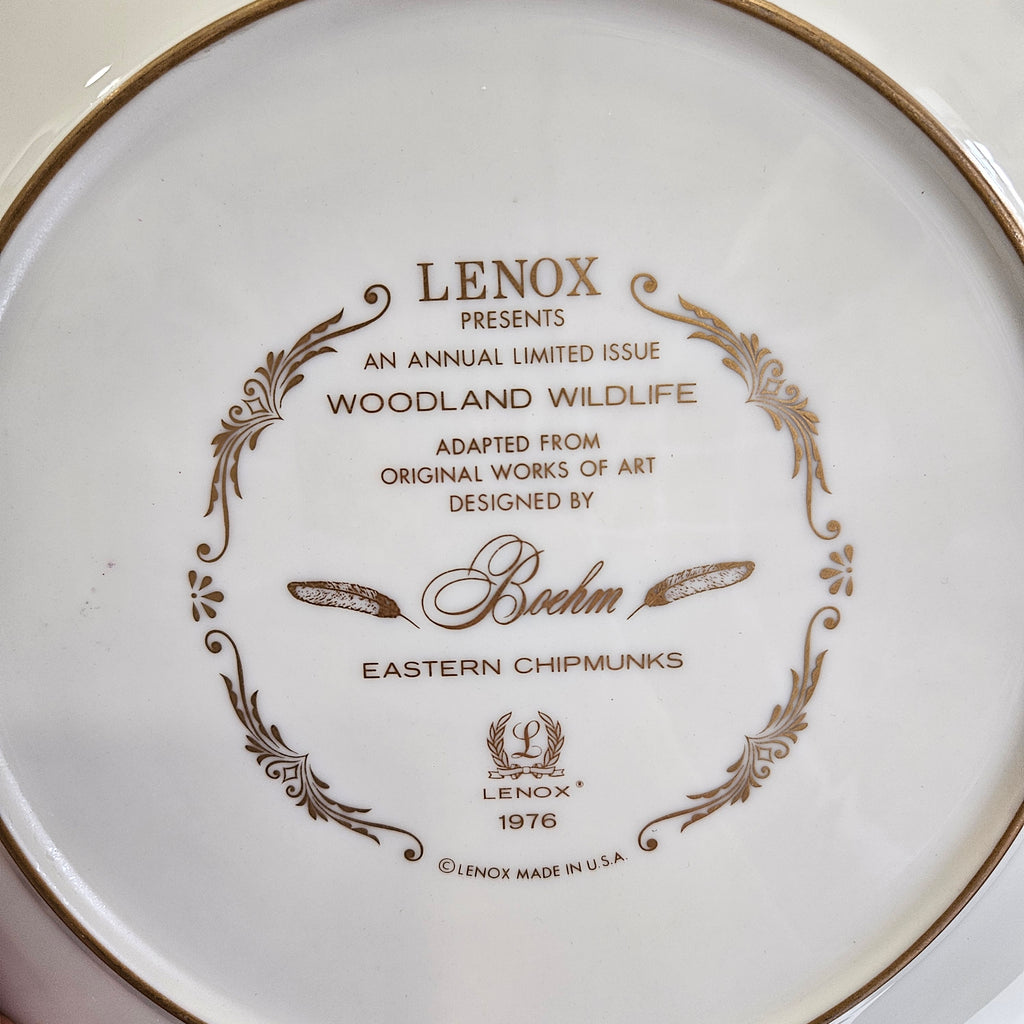 LENOX
PRESENTS
AN ANNUAL LIMITED ISSUE
WOODLAND WILDLIFE
ADAPTED FROM
ORIGINAL WORKS OF ART
DESIGNED BY
Boehm
EASTERN CHIPMUNKS
L
LENOX®
1976
©LENOX MADE IN U.S.A.